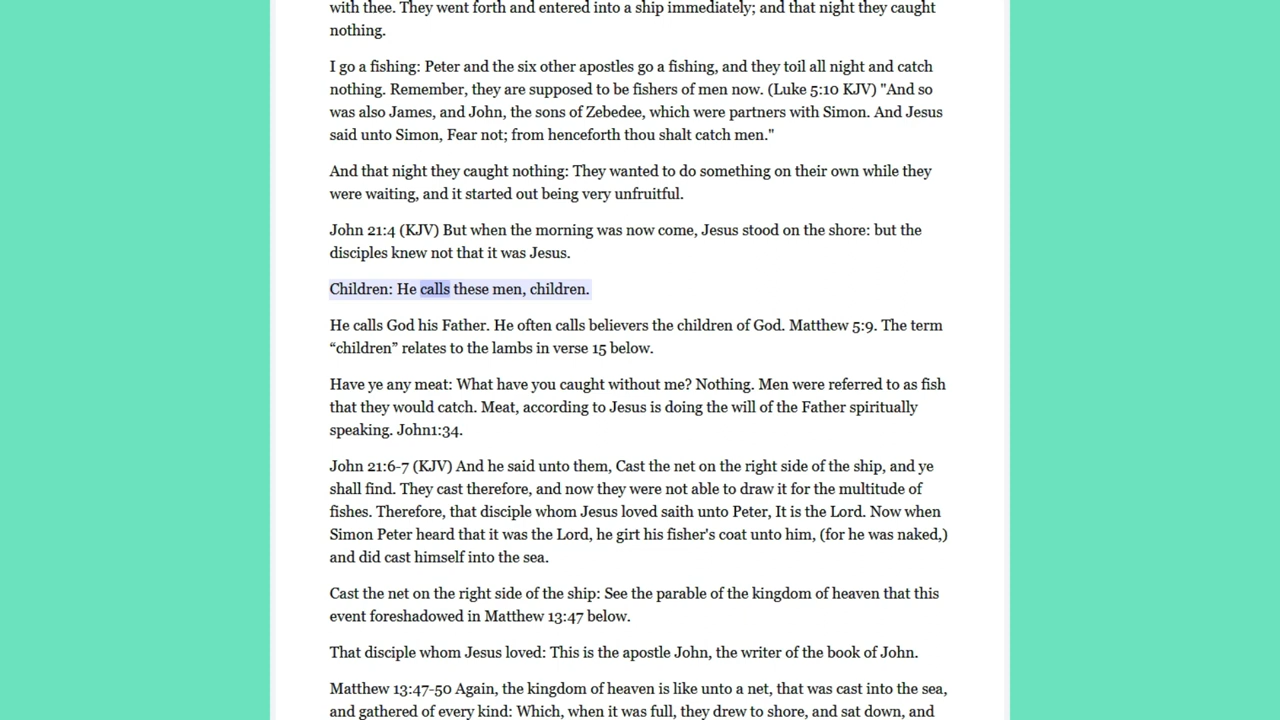 with thee. They went forth and entered into a ship immediately; and that night they caught
nothing.
I go a fishing: Peter and the six other apostles go a fishing, and they toil all night and catch
nothing. Remember, they are supposed to be fishers of men now. (Luke 5:10 KJV) "And so
was also James, and John, the sons of Zebedee, which were partners with Simon. And Jesus
said unto Simon, Fear not; from henceforth thou shalt catch men."
And that night they caught nothing: They wanted to do something on their own while they
were waiting, and it started out being very unfruitful.
John 21:4 (KJV) But when the morning was now come, Jesus stood on the shore: but the
disciples knew not that it was Jesus.
Children: He calls these men, children.
He calls God his Father. He often calls believers the children of God. Matthew 5:9. The term
“children” relates to the lambs in verse 15 below.
Have ye any meat: What have you caught without me? Nothing. Men were referred to as fish
that they would catch. Meat, according to Jesus is doing the will of the Father spiritually
speaking. John1:34.
John 21:6-7 (KJV) And he said unto them, Cast the net on the right side of the ship, and ye
shall find. They cast therefore, and now they were not able to draw it for the multitude of
fishes. Therefore, that disciple whom Jesus loved saith unto Peter, It is the Lord. Now when
Simon Peter heard that it was the Lord, he girt his fisher's coat unto him, (for he was naked,)
and did cast himself into the sea.
Cast the net on the right side of the ship: See the parable of the kingdom of heaven that this
event foreshadowed in Matthew 13:47 below.
That disciple whom Jesus loved: This is the apostle John, the writer of the book of John.
Matthew 13:47-50 Again, the kingdom of heaven is like unto a net, that was cast into the sea,
and gathered of every kind: Which, when it was full, they drew to shore, and sat down, and